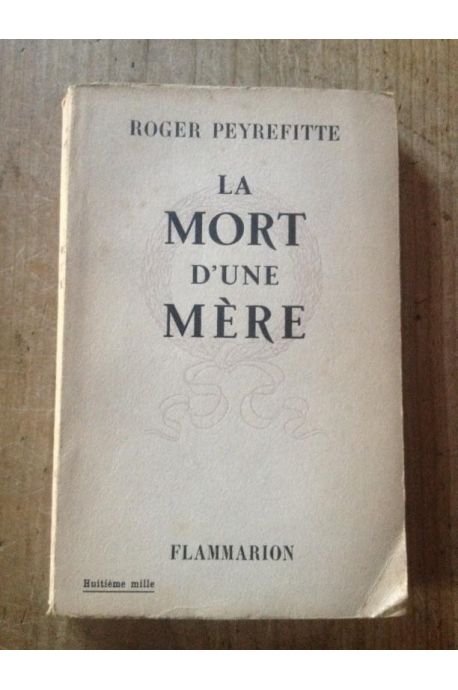 ROGER PEYREFITTE
LA
MORT
D'UNE
MÈRE
FLAMMARION
Huitième mille